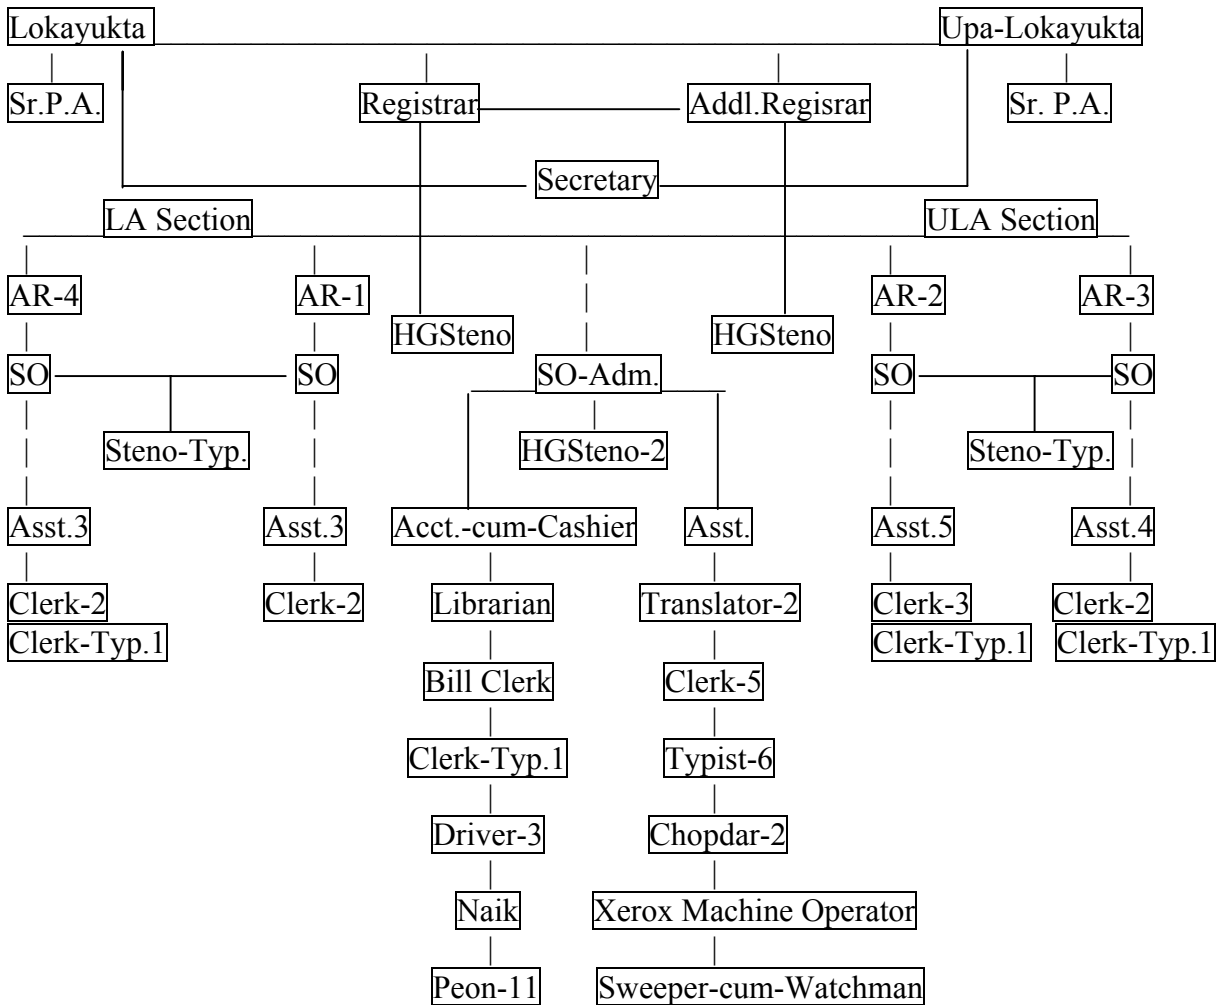 Lokayukta Upa-Lokayukta
Sr.P.A. Registrar Addl.Regisrar Sr. P.A.
Secretary
LA Section ULA Section
AR-4 AR-1 AR-2 AR-3
HGSteno HGSteno
SO SO SO-Adm. SO SO
Steno-Typ. HGSteno-2 Steno-Typ.
Asst.3 Asst.3 Acct.-cum-Cashier Asst. Asst.5 Asst.4
Clerk-2 Clerk-2 Librarian Translator-2 Clerk-3 Clerk-2
Clerk-Typ.1 Clerk-Typ.1 Clerk-Typ.1
Bill Clerk Clerk-5
Clerk-Typ.1 Typist-6
Driver-3 Chopdar-2
Naik Xerox Machine Operator
Peon-11 Sweeper-cum-Watchman